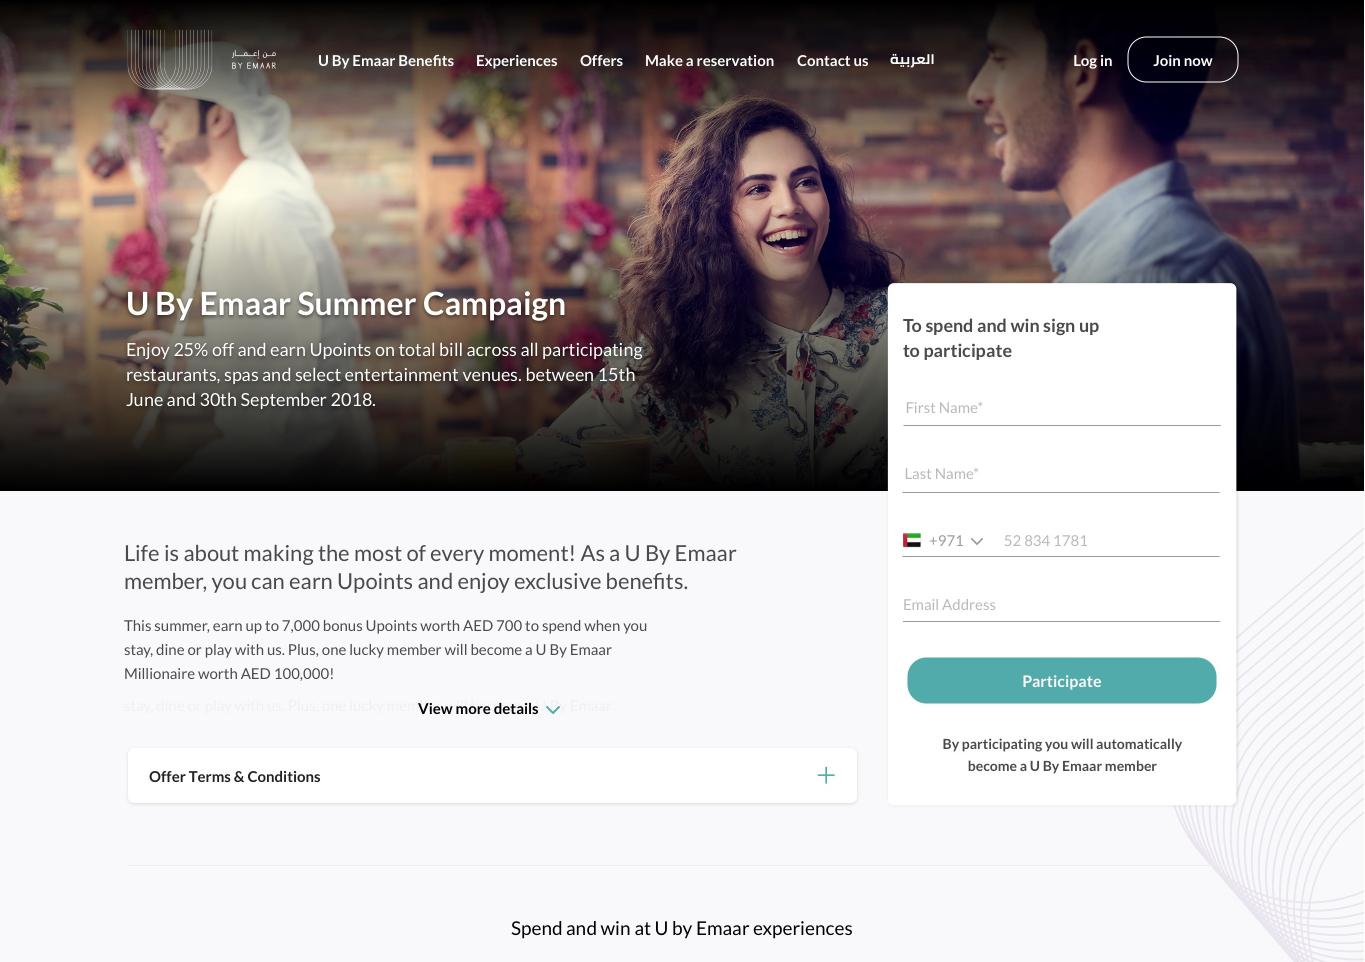 من إعمار
BY EMAAR
U By Emaar Benefits
Experiences
Offers
Make a reservation
Contact us
العربية
Log in
Join now
U By Emaar Summer Campaign
Enjoy 25% off and earn Upoints on total bill across all participating
restaurants, spas and select entertainment venues. between 15th
June and 30th September 2018.
To spend and win sign up
to participate
First Name*
Last Name*
+971
52 834 1781
Email Address
Participate
By participating you will automatically
become a U By Emaar member
Life is about making the most of every moment! As a U By Emaar
member, you can earn Upoints and enjoy exclusive benefits.
This summer, earn up to 7,000 bonus Upoints worth AED 700 to spend when you
stay, dine or play with us. Plus, one lucky member will become a U By Emaar
Millionaire worth AED 100,000!
stay, dine or play with us. Plus, one lucky
View more details
Offer Terms & Conditions
Spend and win at U by Emaar experiences